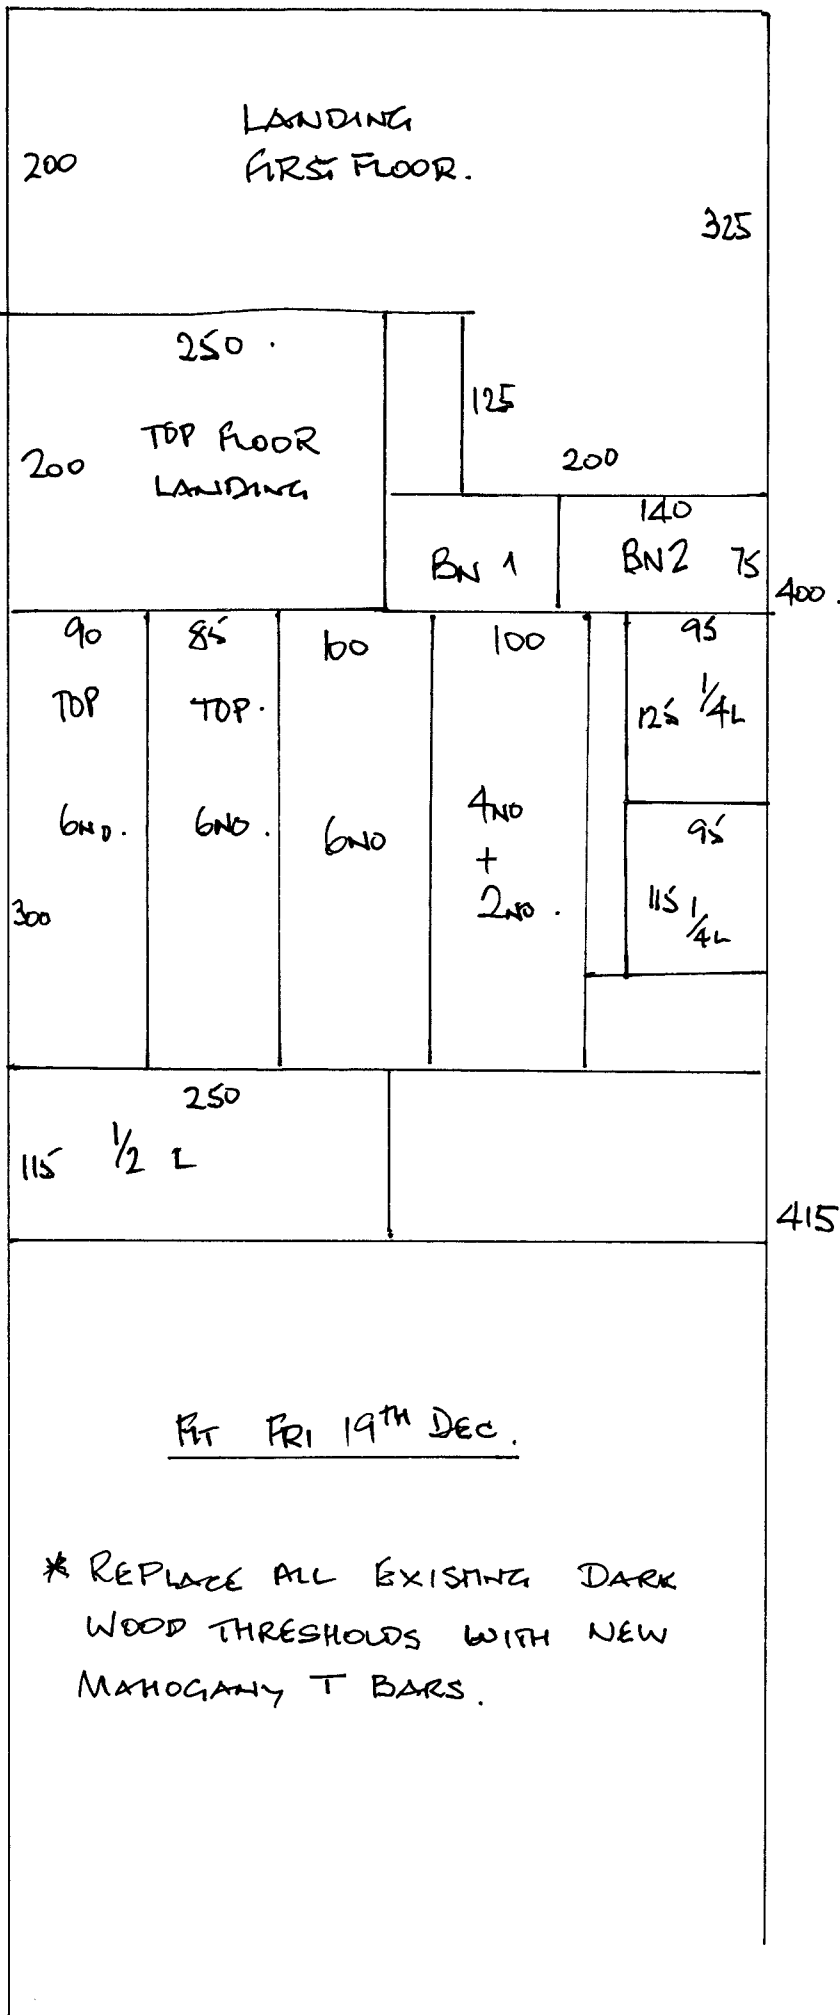 LANDING
FIRST FLOOR.
200
325
250 .
125
TOP FLOOR
LANDING
200
200
140
BN 1
BN2 75
400.
90
85
100
100
95
TOP
TOP.
125 1/4L
6NO.
6NO.
6NO
4NO
+
2NO.
95
115 1/4L
300
250
115 1/2 L
415
FIT FRI 19TH DEC.
* REPLACE ALL EXISTING DARK
WOOD THRESHOLDS WITH NEW
MAHOGANY T BARS.